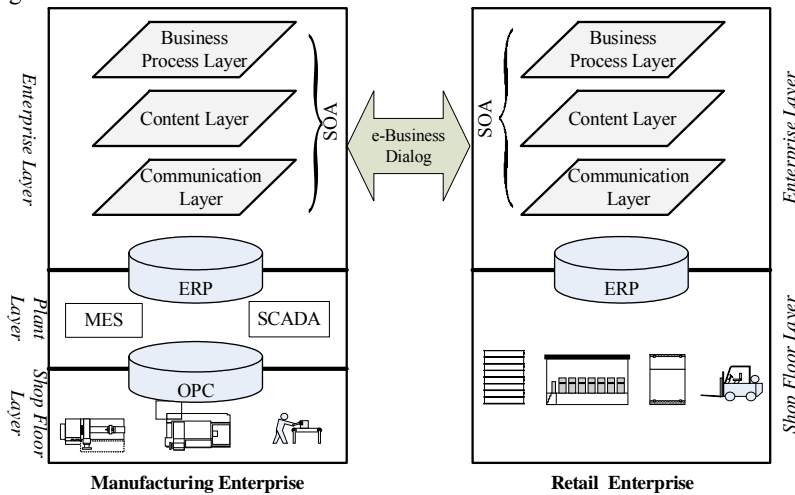 Business
Process Layer
Content Layer
Communication
Layer
SOA
Enterprise Layer
ERP
MES
SCADA
Plant
Layer
OPC
Shop Floor
Layer
Manufacturing Enterprise
e-Business
Dialog
Business
Process Layer
Content Layer
Communication
Layer
SOA
Enterprise Layer
ERP
Shop Floor Layer
Retail Enterprise